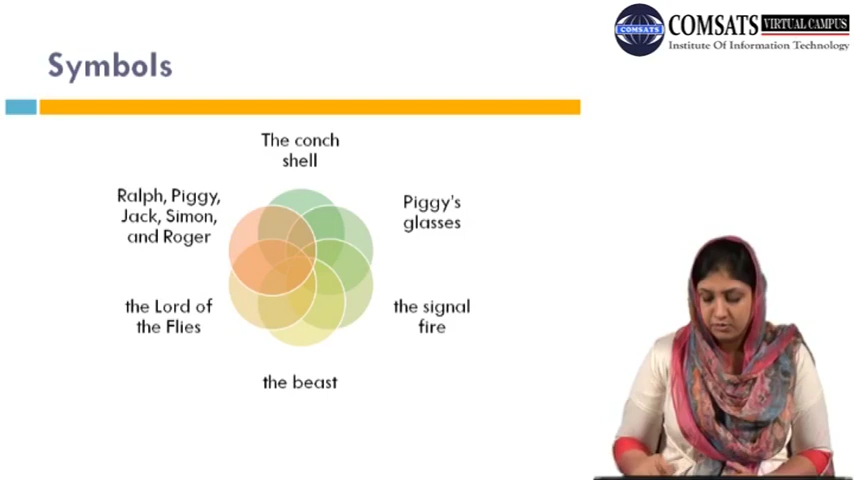 COMSATS VIRTUAL CAMPUS
COMSATS
Institute Of Information Technology
Symbols
The conch
shell
Piggy's
glasses
the signal
fire
the beast
the Lord of
the Flies
Ralph, Piggy,
Jack, Simon,
and Roger